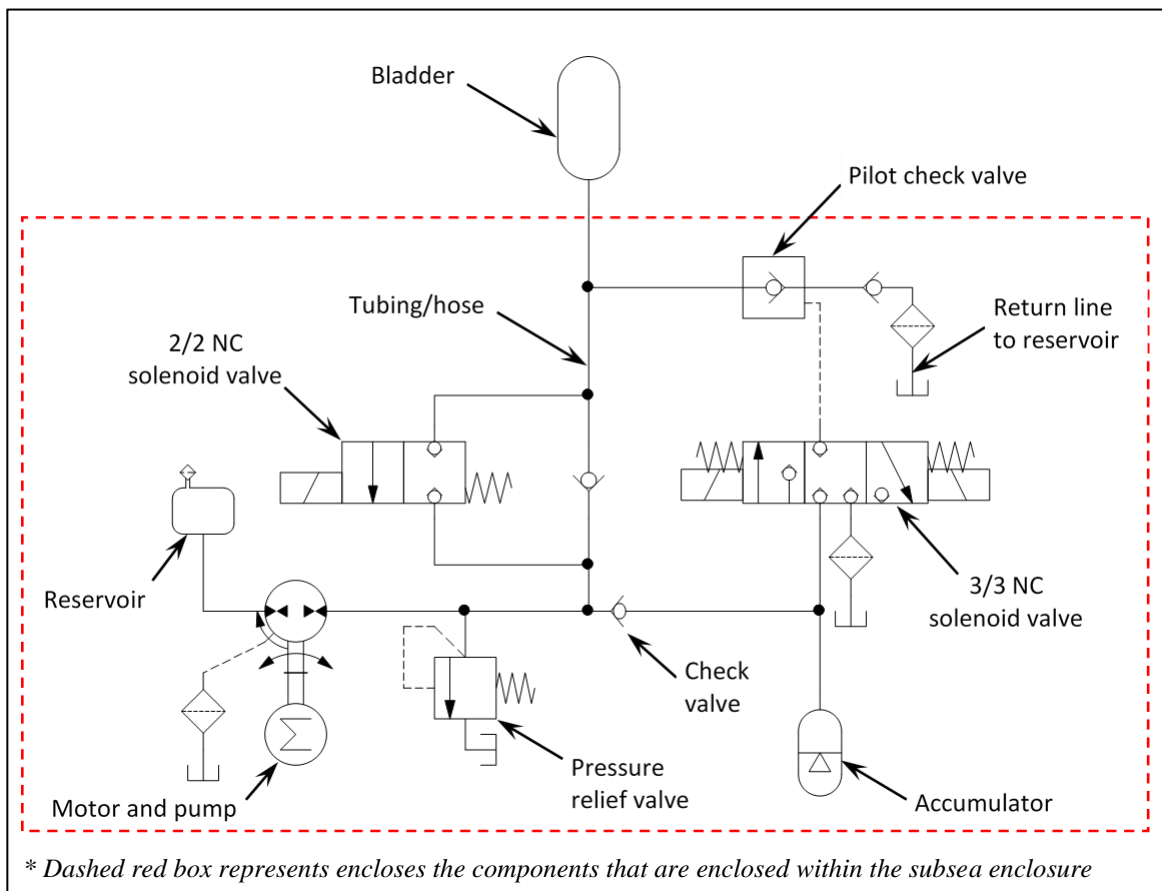 Bladder
Pilot check valve
Tubing/hose
2/2 NC
solenoid valve
Return line
to reservoir
Reservoir
3/3 NC
solenoid valve
Check
valve
Pressure
relief valve
Motor and pump
Accumulator
* Dashed red box represents encloses the components that are enclosed within the subsea enclosure